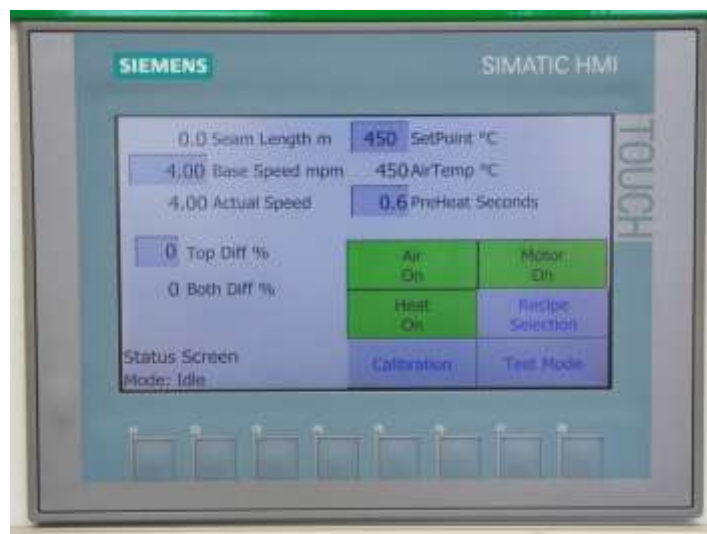 SIEMENS
SIMATIC HMI
TOUCH
0.0 Seam Length m
450 SetPoint °C
4.00 Base Speed mpm
450 AirTemp °C
4.00 Actual Speed
0.6 PreHeat Seconds
0 Top Diff %
0 Both Diff %
Air
On
Motor
On
Heat
On
Recipe
Selection
Status Screen
Mode: Idle
Calibration
Test Mode